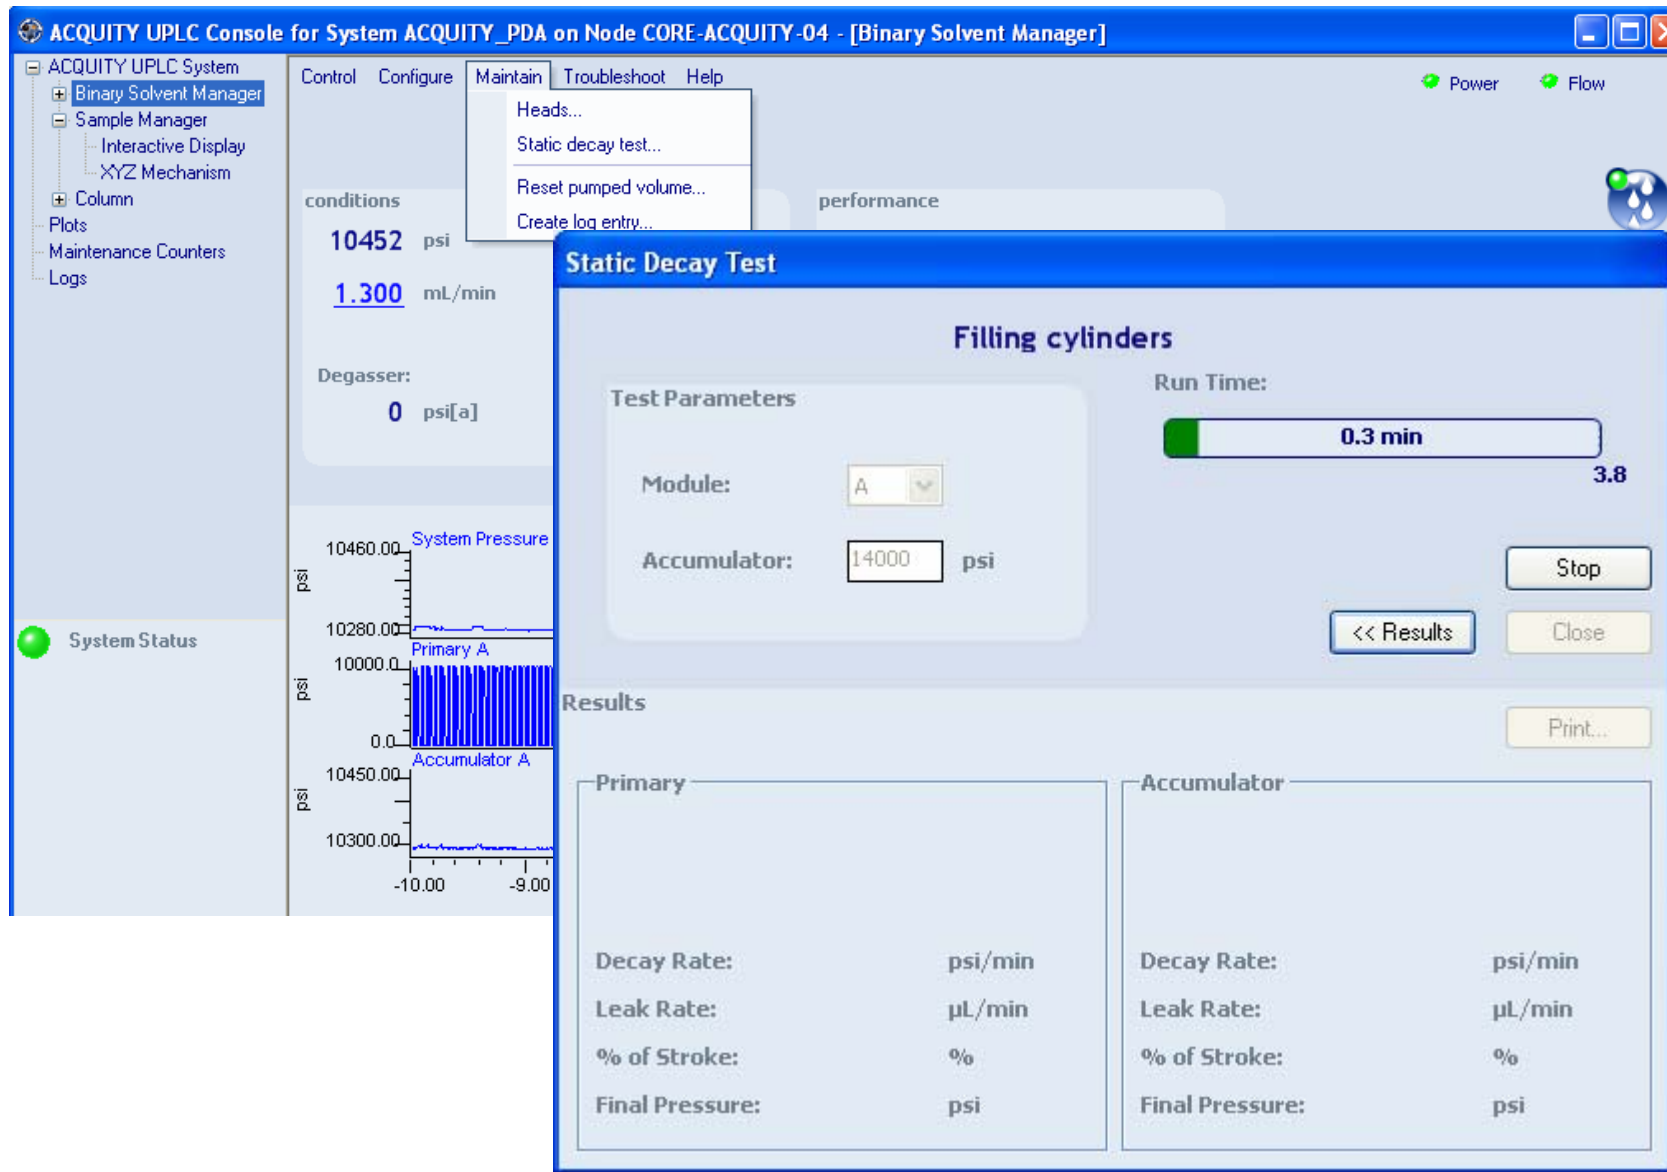 ACQUITY UPLC Console for System ACQUITY_PDA on Node CORE-ACQUITY-04 - [Binary Solvent Manager]
ACQUITY UPLC System
Binary Solvent Manager
Sample Manager
Interactive Display
XYZ Mechanism
Column
Plots
Maintenance Counters
Logs
System Status
Control Configure Maintain Troubleshoot Help
Power Flow
Heads...
Static decay test...
Reset pumped volume...
Create log entry...
conditions
10452 psi
1.300 mL/min
Degasser:
0 psi[a]
performance
System Pressure
psi
10460.00
10280.00
Primary A
psi
10000.0
0.0
Accumulator A
psi
10450.00
10300.00
-10.00 -9.00
Static Decay Test
Filling cylinders
Test Parameters
Module: A
Accumulator: 14000 psi
Run Time:
0.3 min
3.8
Stop
<< Results Close
Results
Print...
Primary
Decay Rate: psi/min
Leak Rate: µL/min
% of Stroke: %
Final Pressure: psi
Accumulator
Decay Rate: psi/min
Leak Rate: µL/min
% of Stroke: %
Final Pressure: psi